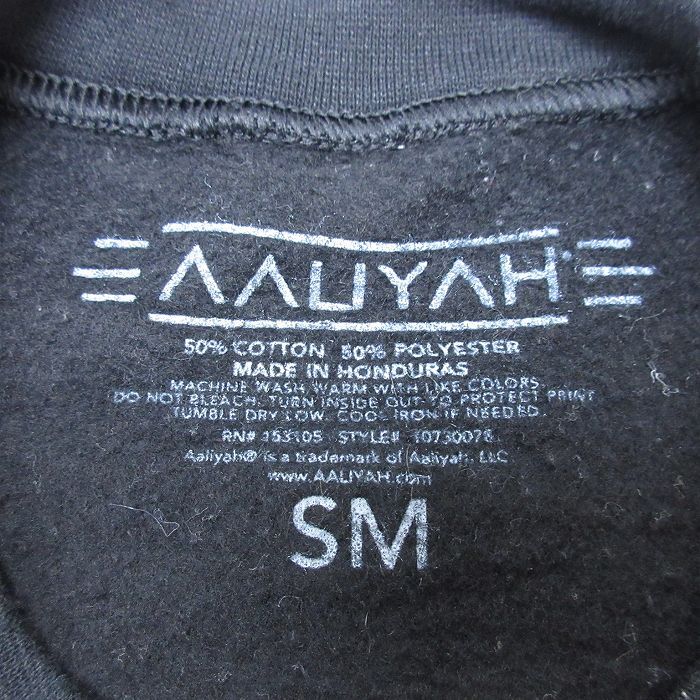 AALIYAH
50% COTTON 50% POLYESTER
MADE IN HONDURAS
MACHINE WASH WARM WITH LIKE COLORS.
DO NOT BLEACH. TURN INSIDE OUT TO PROTECT PRINT
TUMBLE DRY LOW. COOL IRON IF NEEDED.
RN# 153105 STYLE# 10730078
Aaliyah® is a trademark of Aaliyah, LLC
www.AALIYAH.com
SM